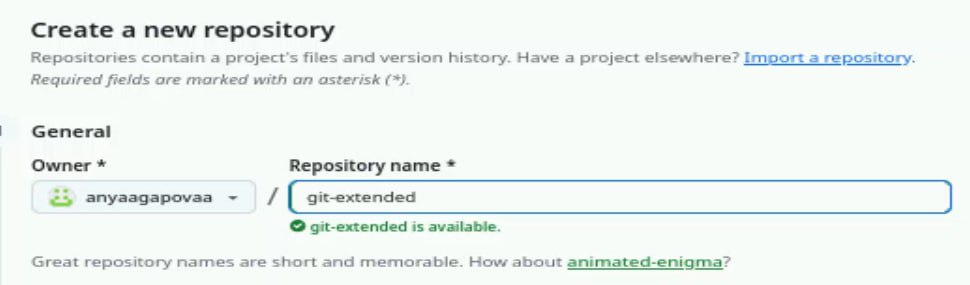 Create a new repository
Repositories contain a project's files and version history. Have a project elsewhere? Import a repository.
Required fields are marked with an asterisk (*).
General
Owner * Repository name *
anyaagapovaa / git-extended
git-extended is available.
Great repository names are short and memorable. How about animated-enigma?